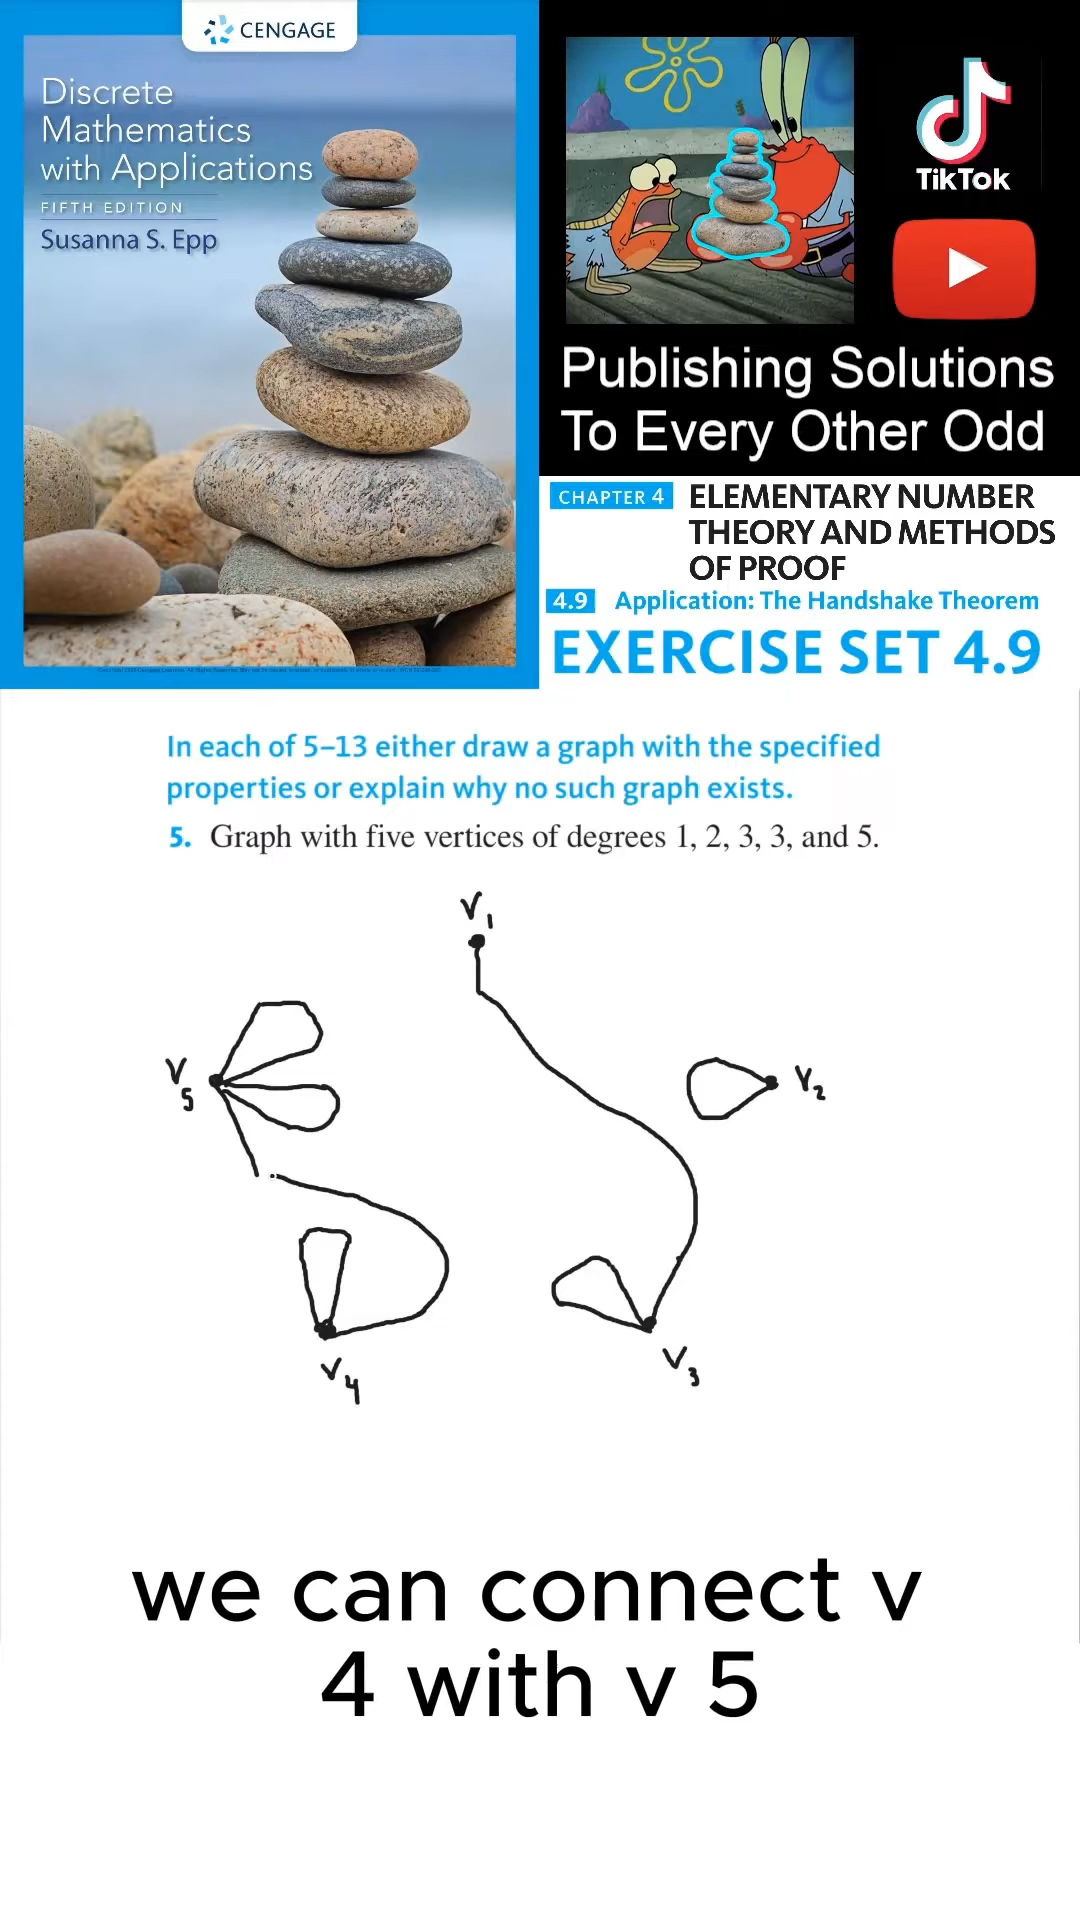 CENGAGE
Discrete
Mathematics
with Applications
FIFTH EDITION
Susanna S. Epp
TikTok
Publishing Solutions
To Every Other Odd
CHAPTER 4 ELEMENTARY NUMBER
THEORY AND METHODS
OF PROOF
4.9 Application: The Handshake Theorem
EXERCISE SET 4.9
In each of 5–13 either draw a graph with the specified
properties or explain why no such graph exists.
5. Graph with five vertices of degrees 1, 2, 3, 3, and 5.
V1
V5
V2
V4
V3
we can connect v
4 with v 5